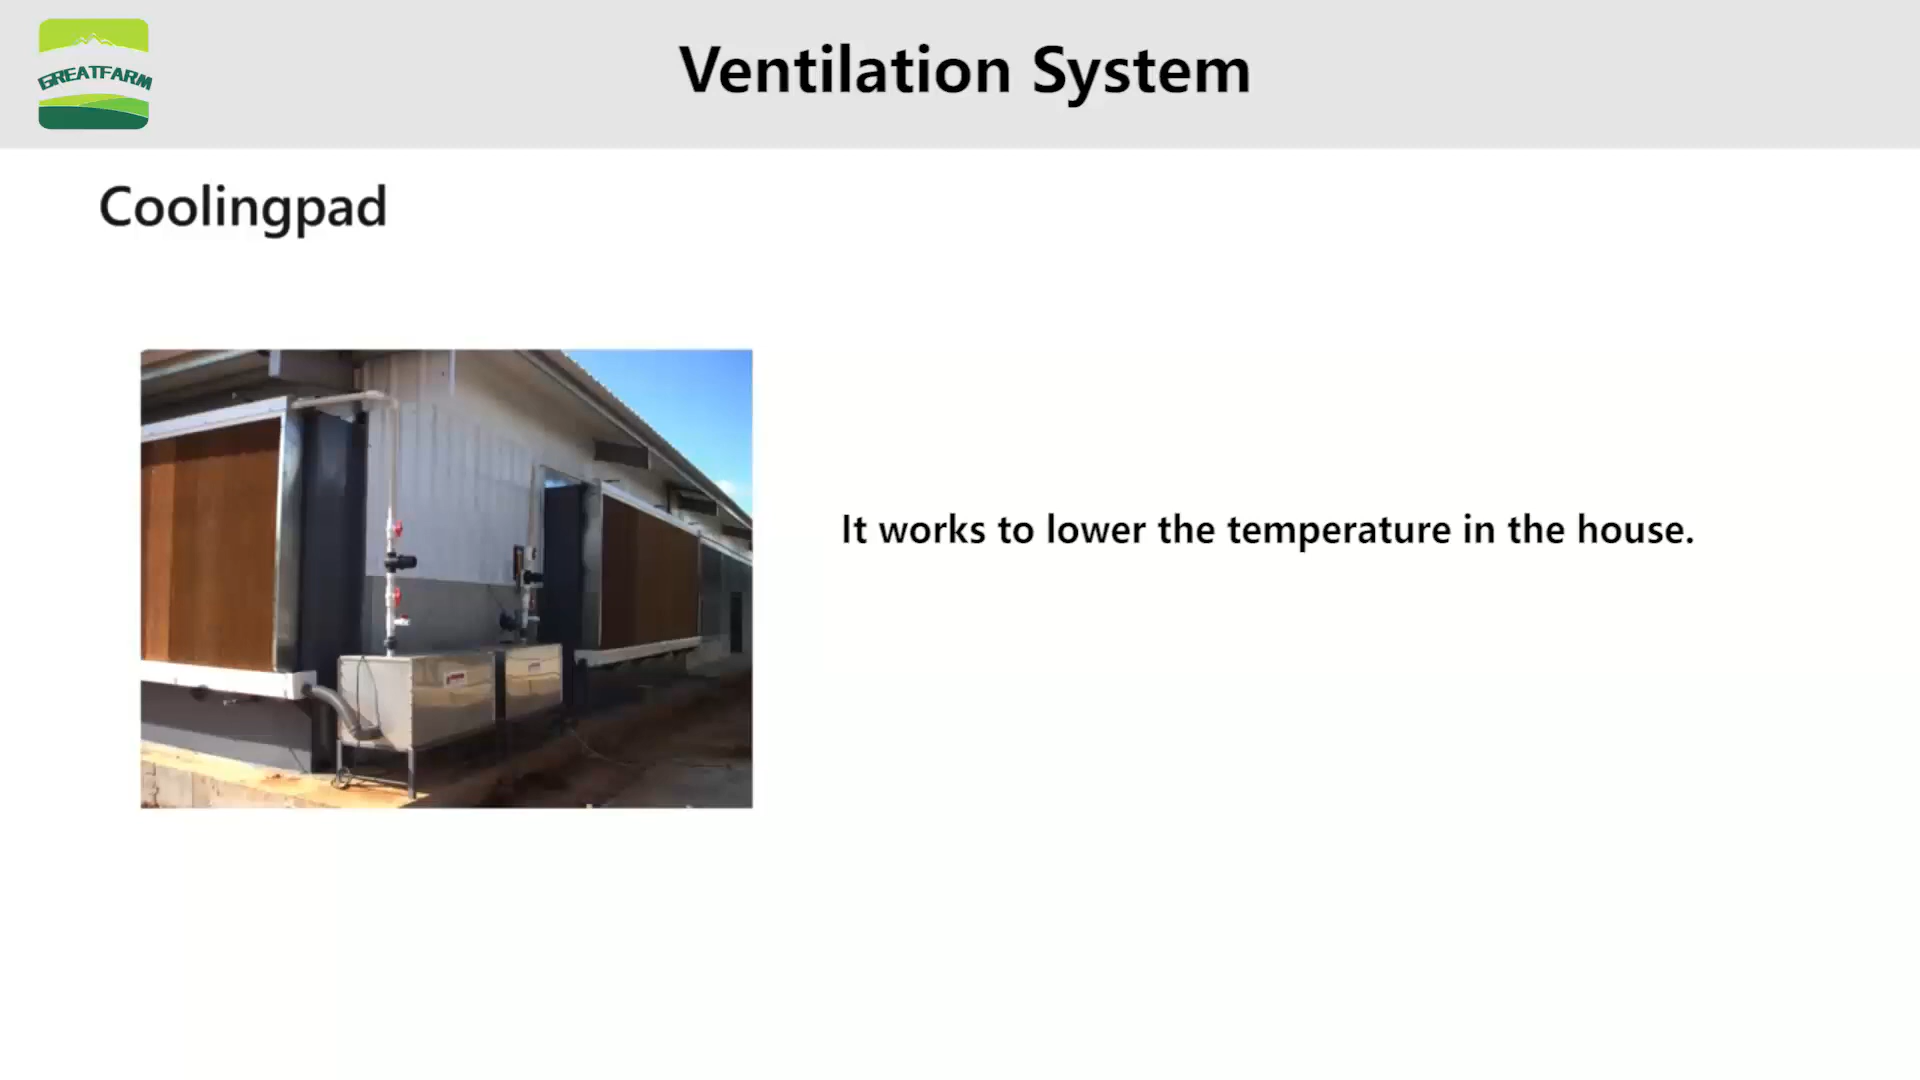 GREATFARM
Ventilation System
Coolingpad
It works to lower the temperature in the house.